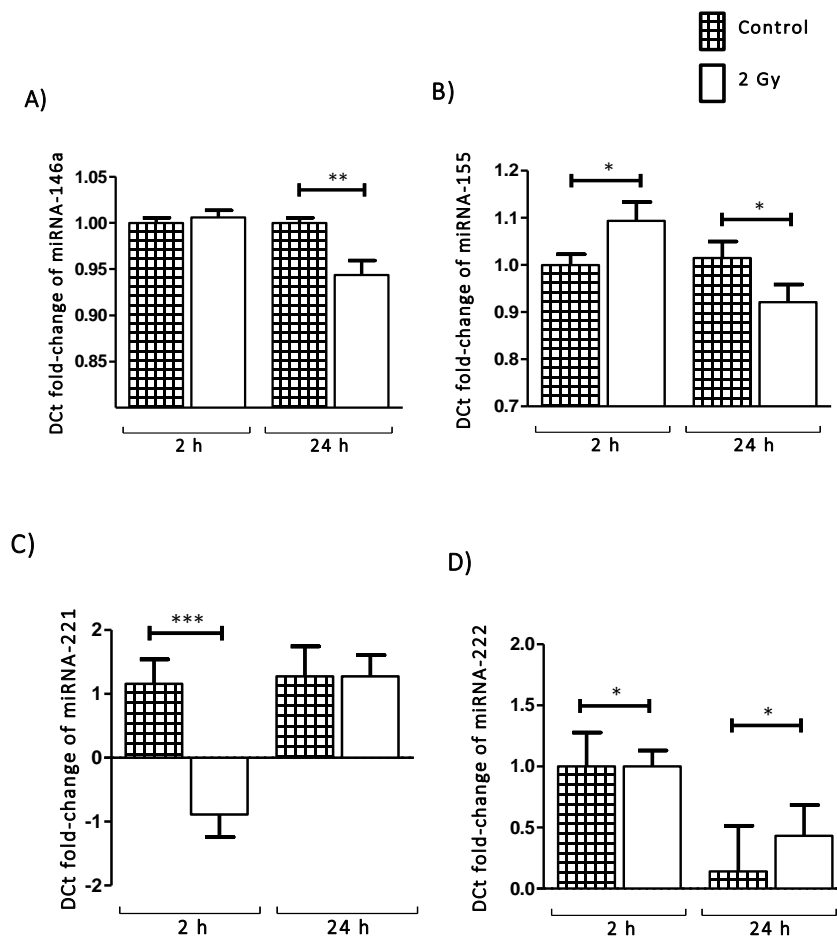 Control
2 Gy
A)
DCt fold-change of miRNA-146a
1.05
1.00
0.95
0.90
0.85
**
2 h
24 h
B)
DCt fold-change of miRNA-155
1.2
1.1
1.0
0.9
0.8
0.7
*
*
2 h
24 h
C)
DCt fold-change of miRNA-221
2
1
0
-1
-2
***
2 h
24 h
D)
DCt fold-change of miRNA-222
2.0
1.5
1.0
0.5
0.0
*
*
2 h
24 h